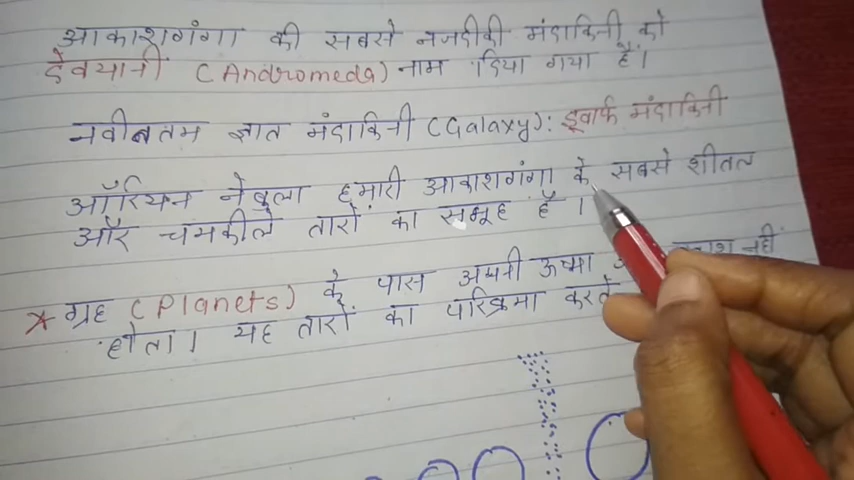 आकाशगंगा की सबसे नजदीकी मंदाकिनी को
देवयानी (Andromeda) नाम दिया गया है।
नवीनतम ज्ञात मंदाकिनी (Galaxy): ड्वार्फ मंदाकिनी
ऑरियन नेबुला हमारी आकाशगंगा के सबसे शीतल
और चमकीले तारों का समूह है।
* ग्रह (Planets) के पास अपनी ऊष्मा नहीं
होता। यह तारों का परिक्रमा करते